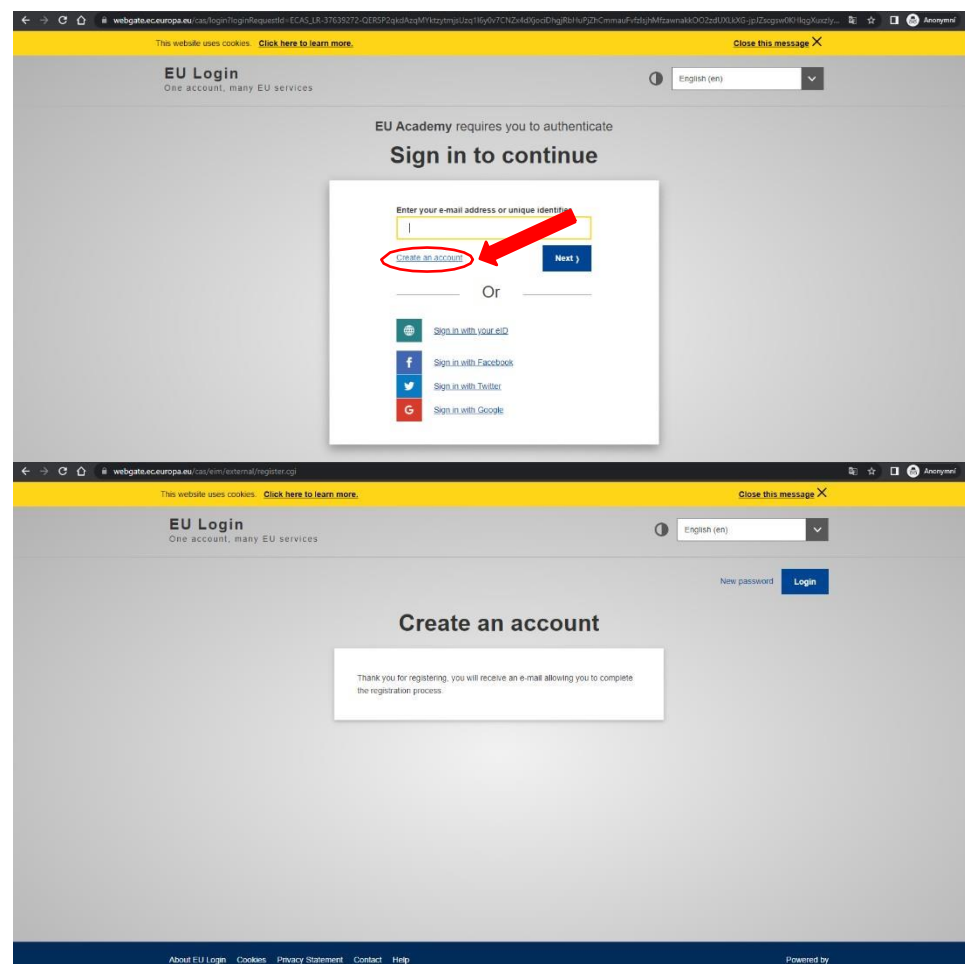 webgate.ec.europa.eu/cas/login?loginRequestId=ECAS_LR-37639272-
Anonymní
This website uses cookies. Click here to learn more.
Close this message
EU Login
One account, many EU services
English (en)
EU Academy requires you to authenticate
Sign in to continue
Enter your e-mail address or unique identifier
Create an account
Next
Or
Sign in with your eID
Sign in with Facebook
Sign in with Twitter
Sign in with Google
webgate.ec.europa.eu/cas/eim/external/register.cgi
Anonymní
This website uses cookies. Click here to learn more.
Close this message
EU Login
One account, many EU services
English (en)
New password
Login
Create an account
Thank you for registering, you will receive an e-mail allowing you to complete
the registration process.
About EU Login Cookies Privacy Statement Contact Help
Powered by